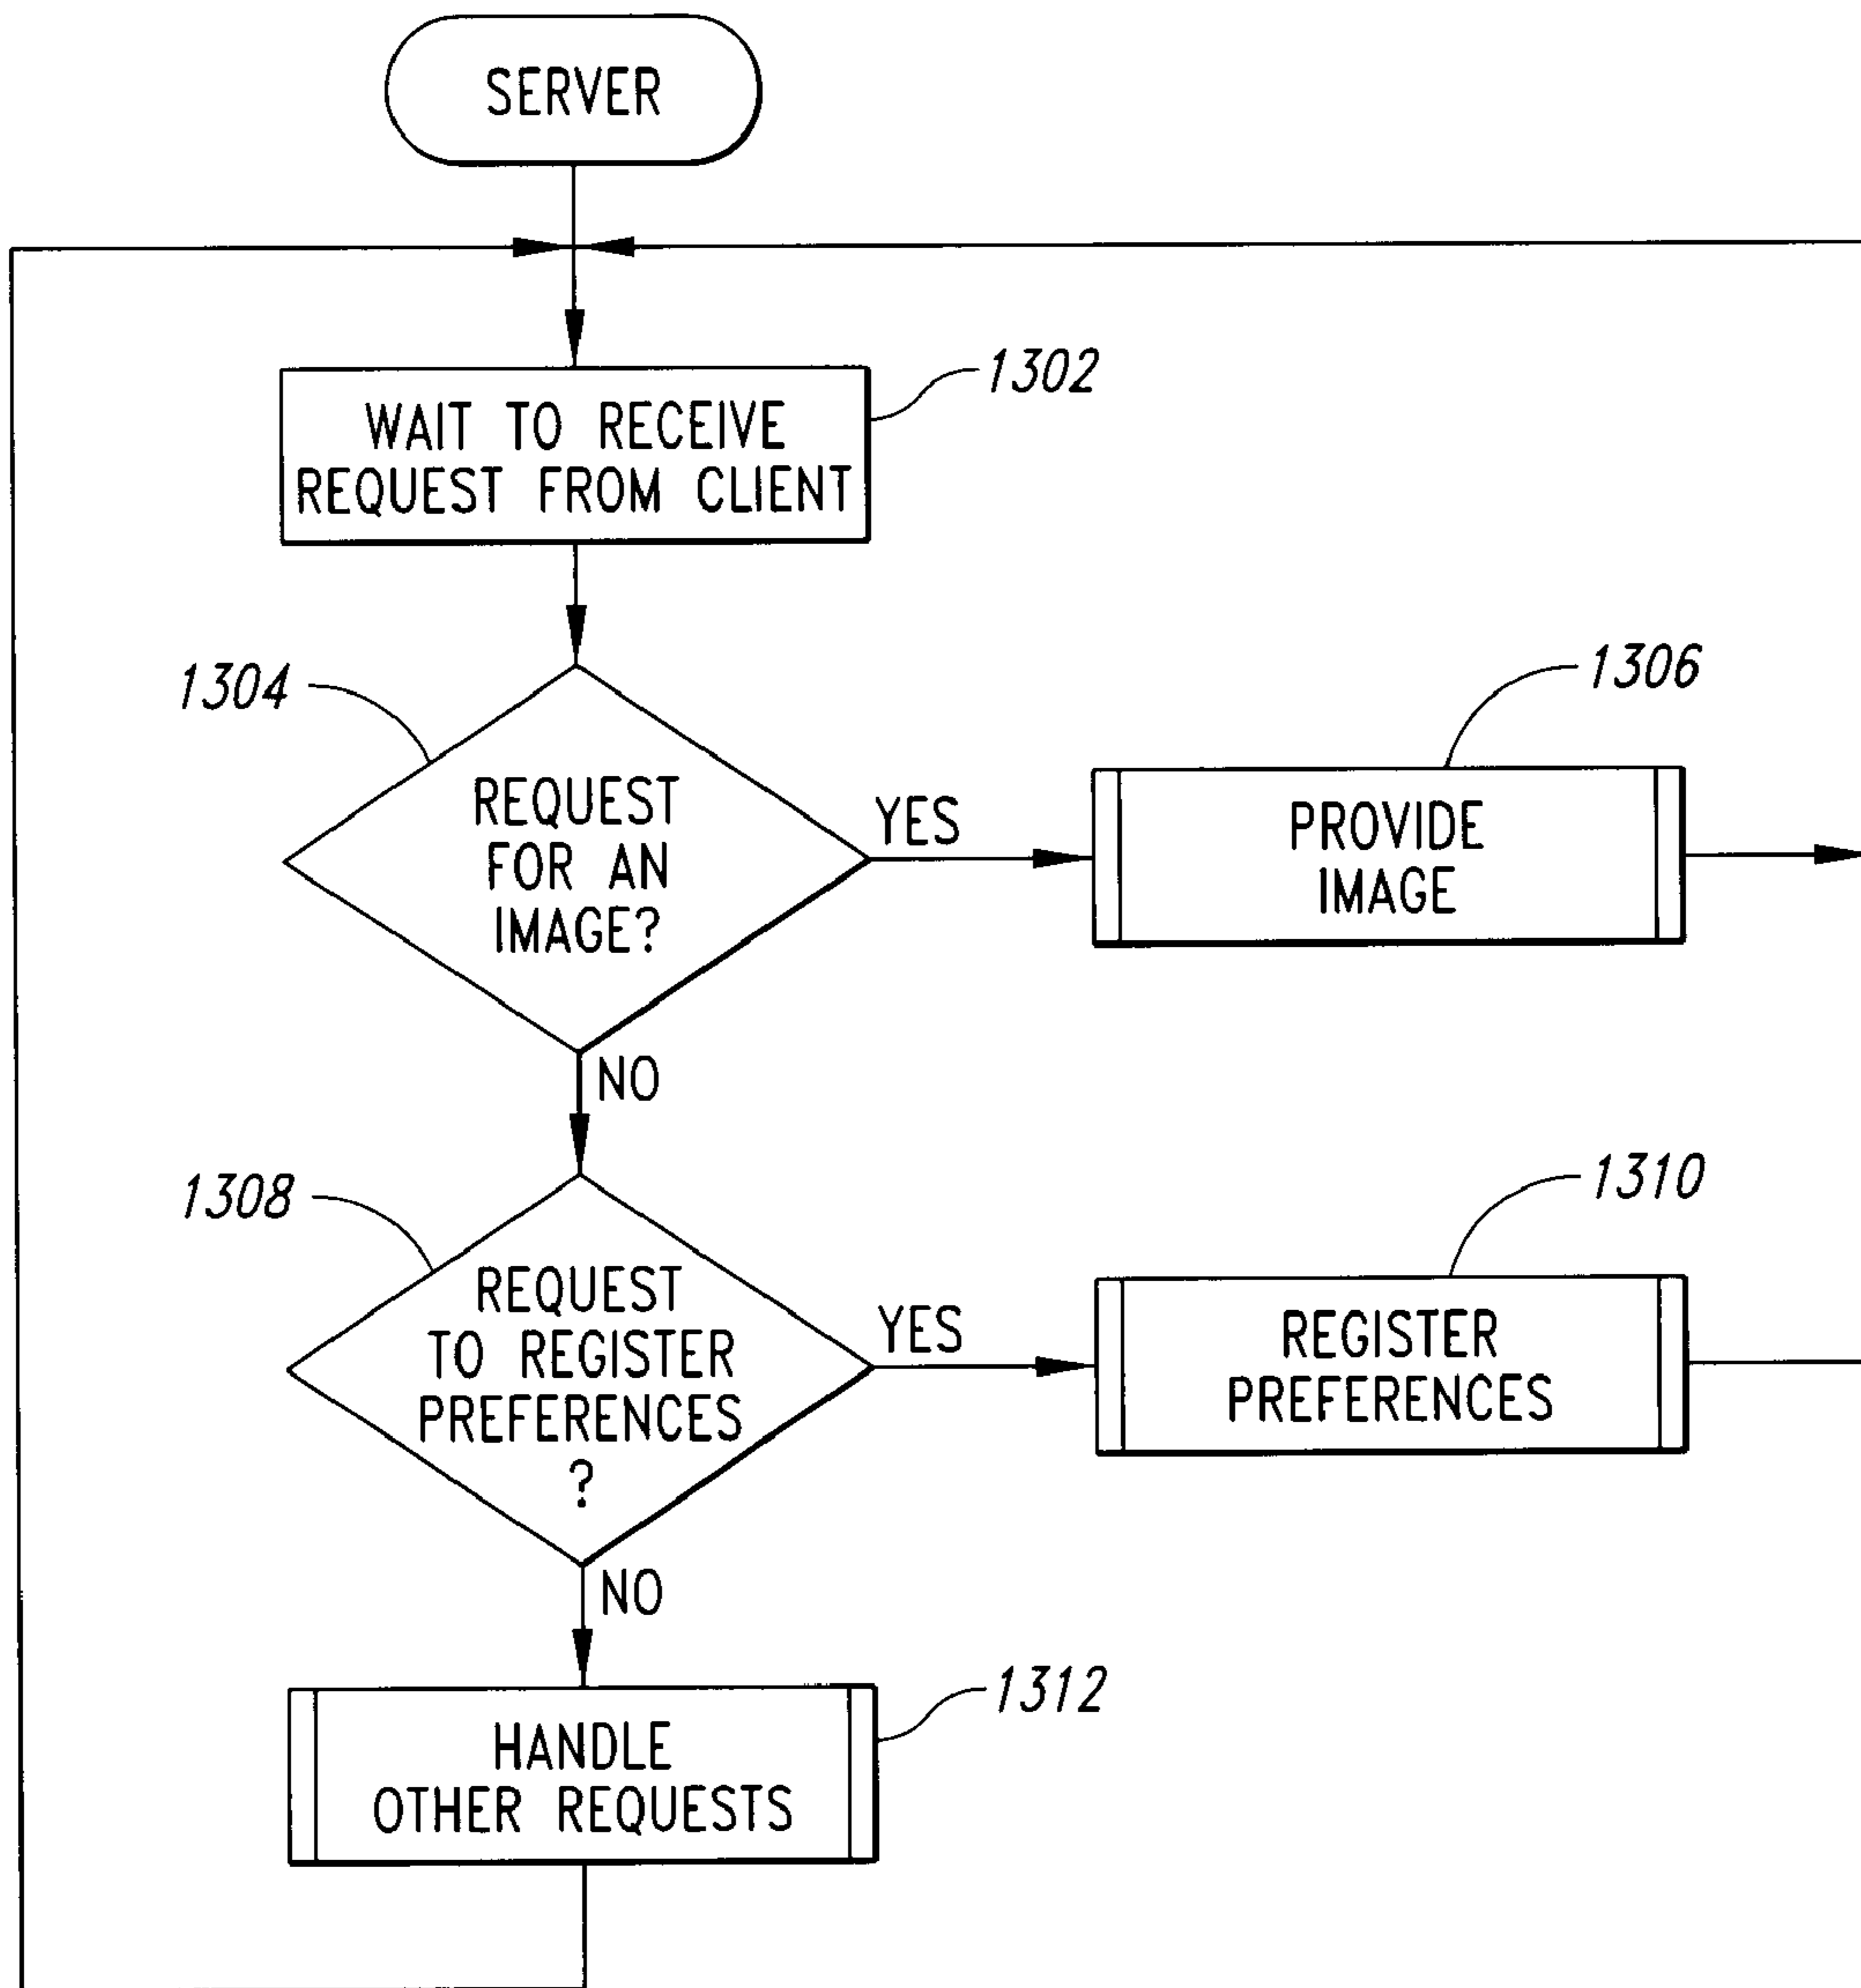 SERVER
1302
WAIT TO RECEIVE
REQUEST FROM CLIENT
1304
REQUEST
FOR AN
IMAGE?
YES
1306
PROVIDE
IMAGE
NO
1308
REQUEST
TO REGISTER
PREFERENCES
?
YES
1310
REGISTER
PREFERENCES
NO
1312
HANDLE
OTHER REQUESTS